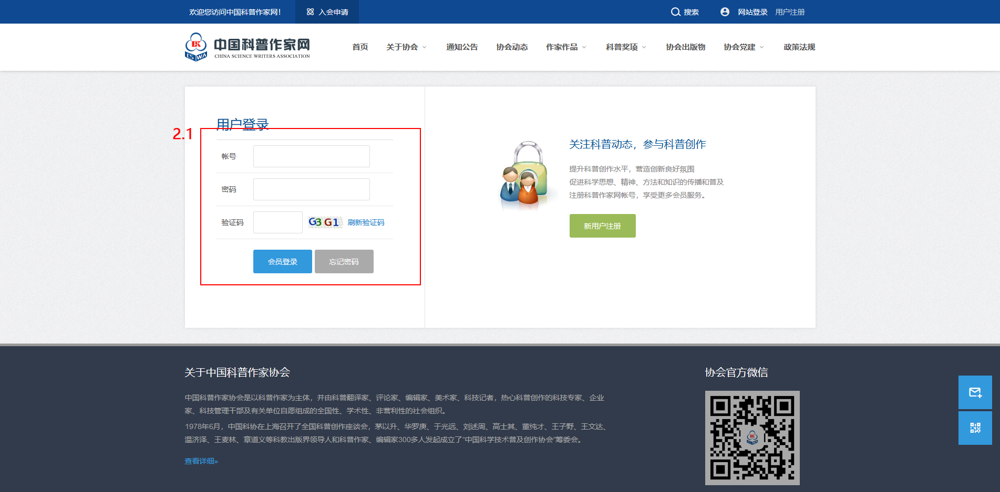 欢迎您访问中国科普作家网！ 入会申请 搜索 网站登录 用户注册
中国科普作家网
CHINA SCIENCE WRITERS ASSOCIATION
首页 关于协会 通知公告 协会动态 作家作品 科普奖项 协会出版物 协会党建 政策法规
2.1
用户登录
帐号
密码
验证码 G3G1 刷新验证码
会员登录 忘记密码
关注科普动态，参与科普创作
提升科普创作水平，营造创新良好氛围
促进科学思想、精神、方法和知识的传播和普及
注册科普作家网帐号，享受更多会员服务。
新用户注册
关于中国科普作家协会
中国科普作家协会是以科普作家为主体，并由科普翻译家、评论家、编辑家、美术家、科技记者，热心科普创作的科技专家、企业
家、科技管理干部及有关单位自愿组成的全国性、学术性、非营利性的社会组织。
1978年6月，中国科协在上海召开了全国科普创作座谈会，茅以升、华罗庚、于光远、刘述周、高士其、董纯才、王子野、王文达、
温济泽、王麦林、章道义等科教出版界领导人和科普作家、编辑家300多人发起成立了“中国科学技术普及创作协会”筹委会。
查看详细»
协会官方微信